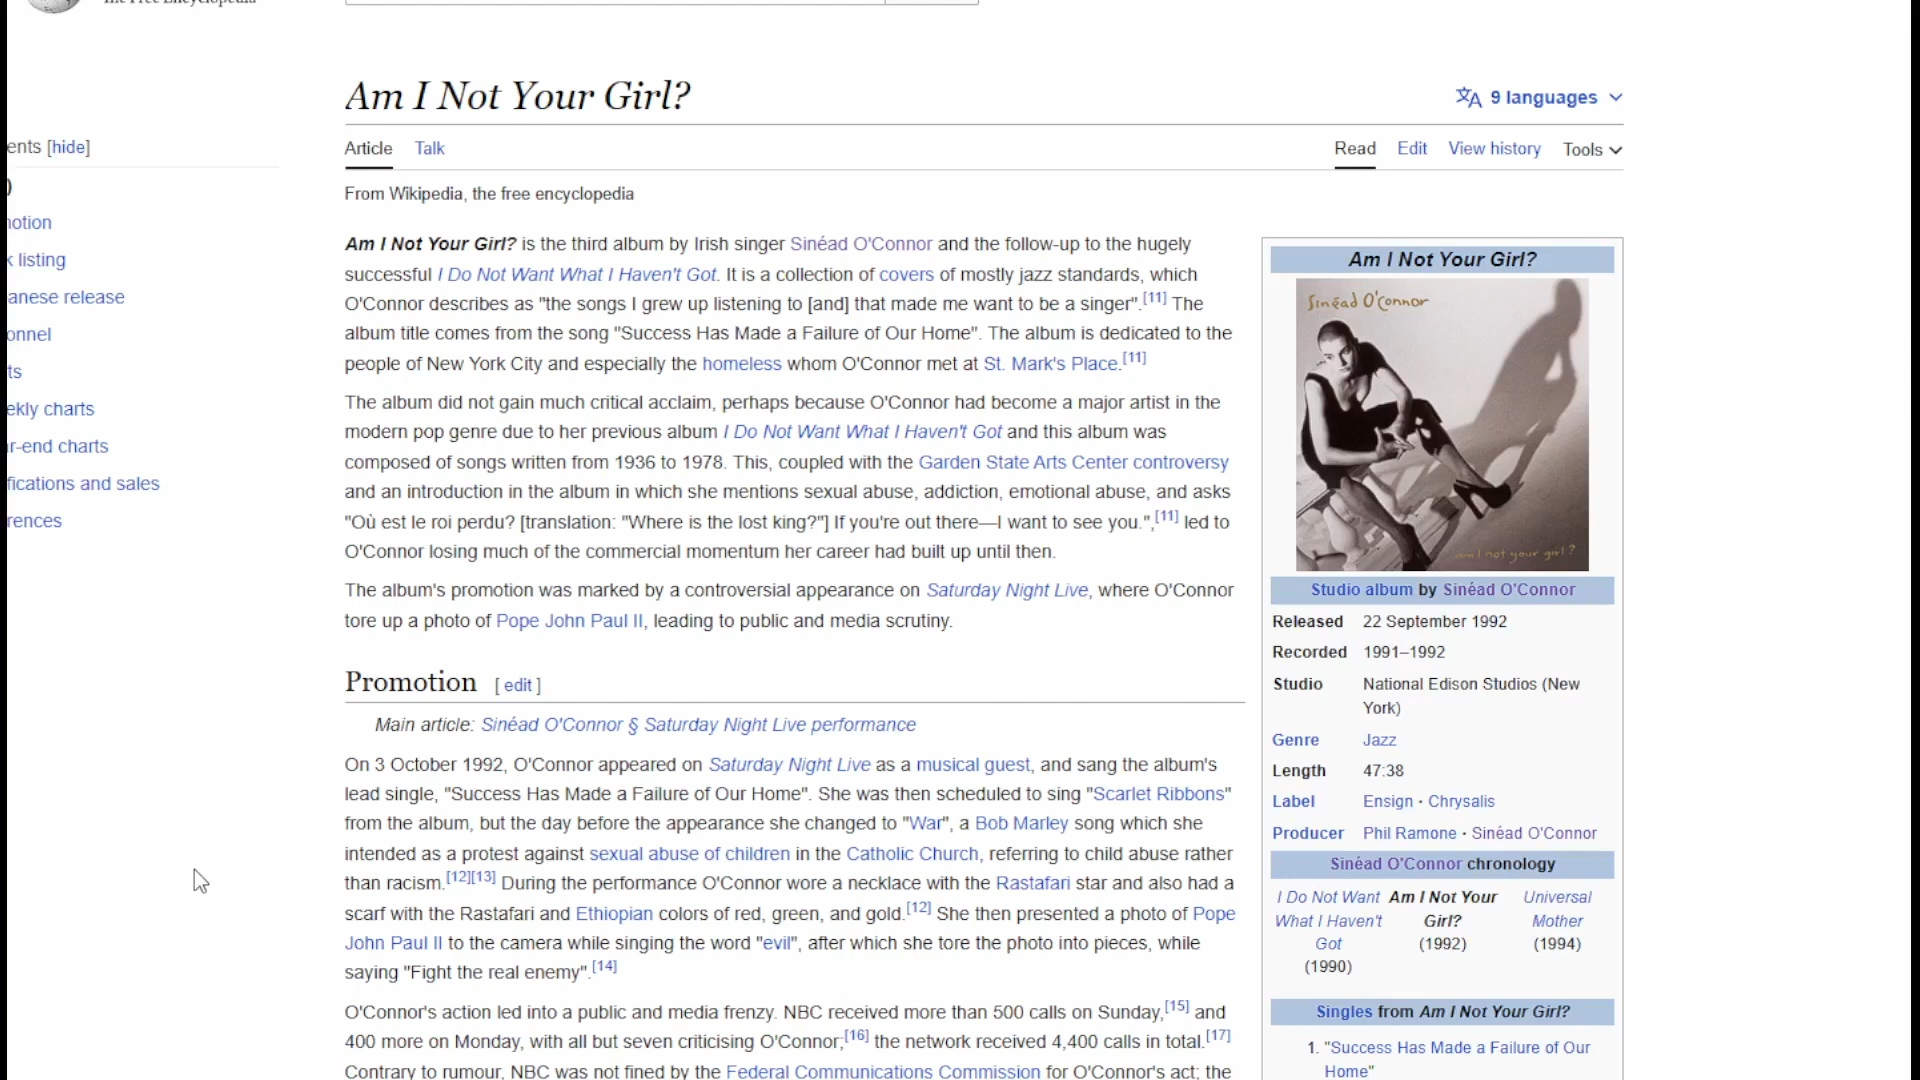 Am I Not Your Girl?
9 languages
Article Talk
Read Edit View history Tools
From Wikipedia, the free encyclopedia
ents [hide]
)
notion
k listing
anese release
onnel
ts
ekly charts
ar-end charts
fications and sales
rences
Am I Not Your Girl? is the third album by Irish singer Sinéad O'Connor and the follow-up to the hugely
successful I Do Not Want What I Haven't Got. It is a collection of covers of mostly jazz standards, which
O'Connor describes as "the songs I grew up listening to [and] that made me want to be a singer".[11] The
album title comes from the song "Success Has Made a Failure of Our Home". The album is dedicated to the
people of New York City and especially the homeless whom O'Connor met at St. Mark's Place.[11]
The album did not gain much critical acclaim, perhaps because O'Connor had become a major artist in the
modern pop genre due to her previous album I Do Not Want What I Haven't Got and this album was
composed of songs written from 1936 to 1978. This, coupled with the Garden State Arts Center controversy
and an introduction in the album in which she mentions sexual abuse, addiction, emotional abuse, and asks
"Où est le roi perdu? [translation: "Where is the lost king?"] If you're out there—I want to see you.",[11] led to
O'Connor losing much of the commercial momentum her career had built up until then.
The album's promotion was marked by a controversial appearance on Saturday Night Live, where O'Connor
tore up a photo of Pope John Paul II, leading to public and media scrutiny.
Promotion [ edit ]
Main article: Sinéad O'Connor § Saturday Night Live performance
On 3 October 1992, O'Connor appeared on Saturday Night Live as a musical guest, and sang the album's
lead single, "Success Has Made a Failure of Our Home". She was then scheduled to sing "Scarlet Ribbons"
from the album, but the day before the appearance she changed to "War", a Bob Marley song which she
intended as a protest against sexual abuse of children in the Catholic Church, referring to child abuse rather
than racism.[12][13] During the performance O'Connor wore a necklace with the Rastafari star and also had a
scarf with the Rastafari and Ethiopian colors of red, green, and gold.[12] She then presented a photo of Pope
John Paul II to the camera while singing the word "evil", after which she tore the photo into pieces, while
saying "Fight the real enemy".[14]
O'Connor's action led into a public and media frenzy. NBC received more than 500 calls on Sunday,[15] and
400 more on Monday, with all but seven criticising O'Connor;[16] the network received 4,400 calls in total.[17]
Contrary to rumour, NBC was not fined by the Federal Communications Commission for O'Connor's act; the
Am I Not Your Girl?
Sinéad O'Connor
am I not your girl?
Studio album by Sinéad O'Connor
Released 22 September 1992
Recorded 1991–1992
Studio National Edison Studios (New
York)
Genre Jazz
Length 47:38
Label Ensign · Chrysalis
Producer Phil Ramone · Sinéad O'Connor
Sinéad O'Connor chronology
I Do Not Want Am I Not Your Universal
What I Haven't Girl? Mother
Got (1992) (1994)
(1990)
Singles from Am I Not Your Girl?
1. "Success Has Made a Failure of Our
Home"